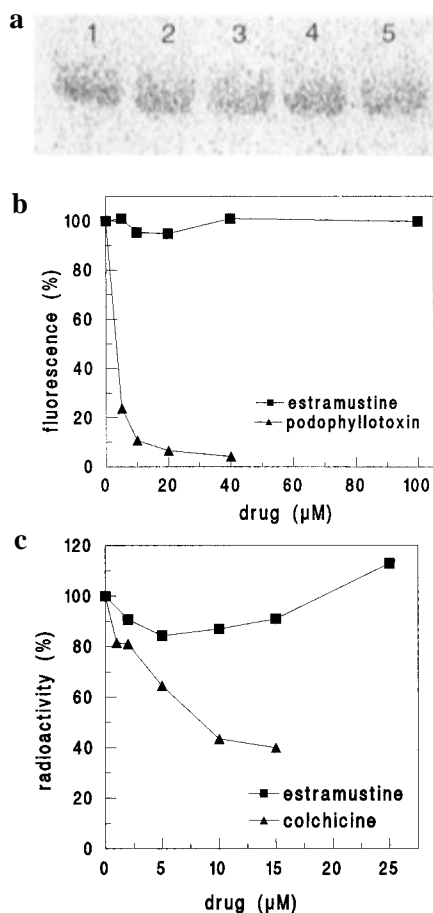 a
1 2 3 4 5
b
100
80
60
40
20
0
fluorescence (%)
estramustine
podophyllotoxin
0 20 40 60 80 100
drug (μM)
c
120
100
80
60
40
20
0
radioactivity (%)
estramustine
colchicine
0 5 10 15 20 25
drug (μM)